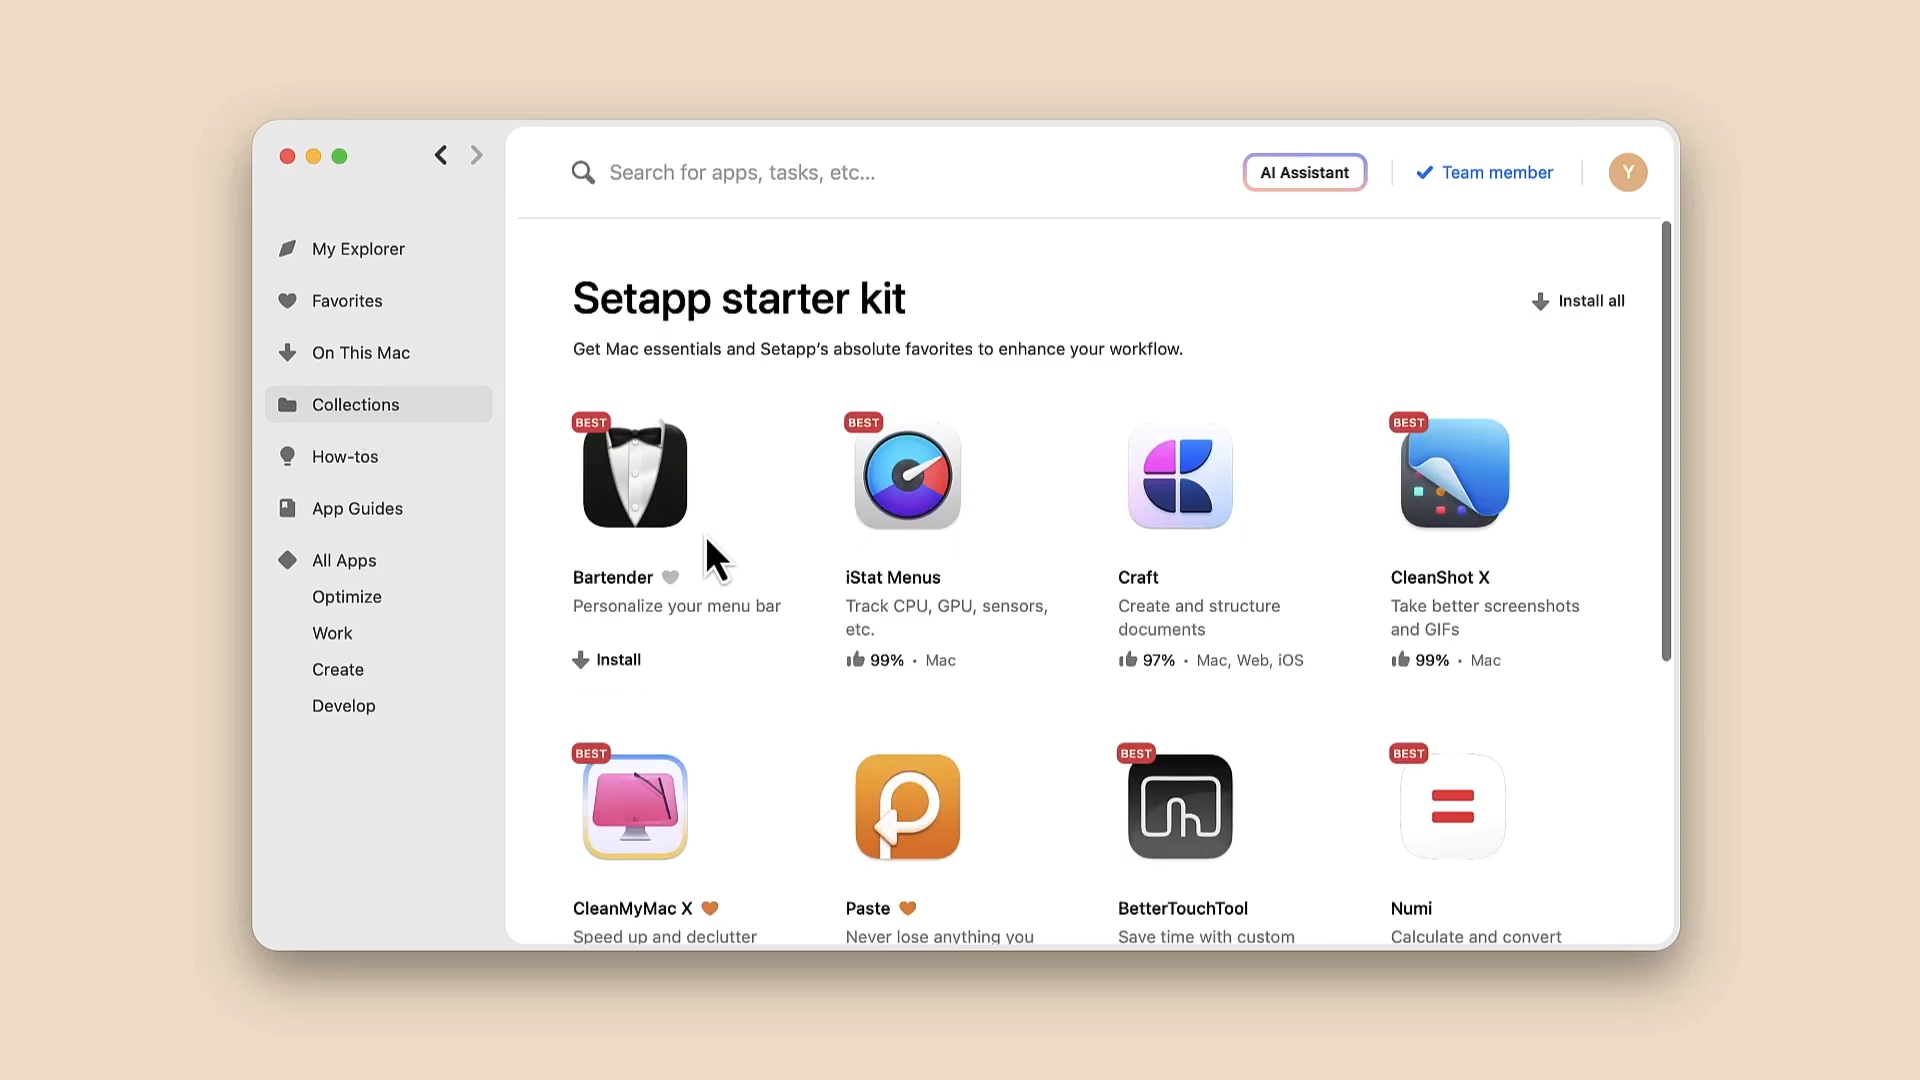 Search for apps, tasks, etc...
AI Assistant
Team member
Y
My Explorer
Favorites
On This Mac
Collections
How-tos
App Guides
All Apps
Optimize
Work
Create
Develop
Setapp starter kit
Install all
Get Mac essentials and Setapp’s absolute favorites to enhance your workflow.
BEST
Bartender
Personalize your menu bar
Install
BEST
iStat Menus
Track CPU, GPU, sensors,
etc.
99% · Mac
Craft
Create and structure
documents
97% · Mac, Web, iOS
BEST
CleanShot X
Take better screenshots
and GIFs
99% · Mac
BEST
CleanMyMac X
Speed up and declutter
Paste
Never lose anything you
BEST
BetterTouchTool
Save time with custom
BEST
Numi
Calculate and convert